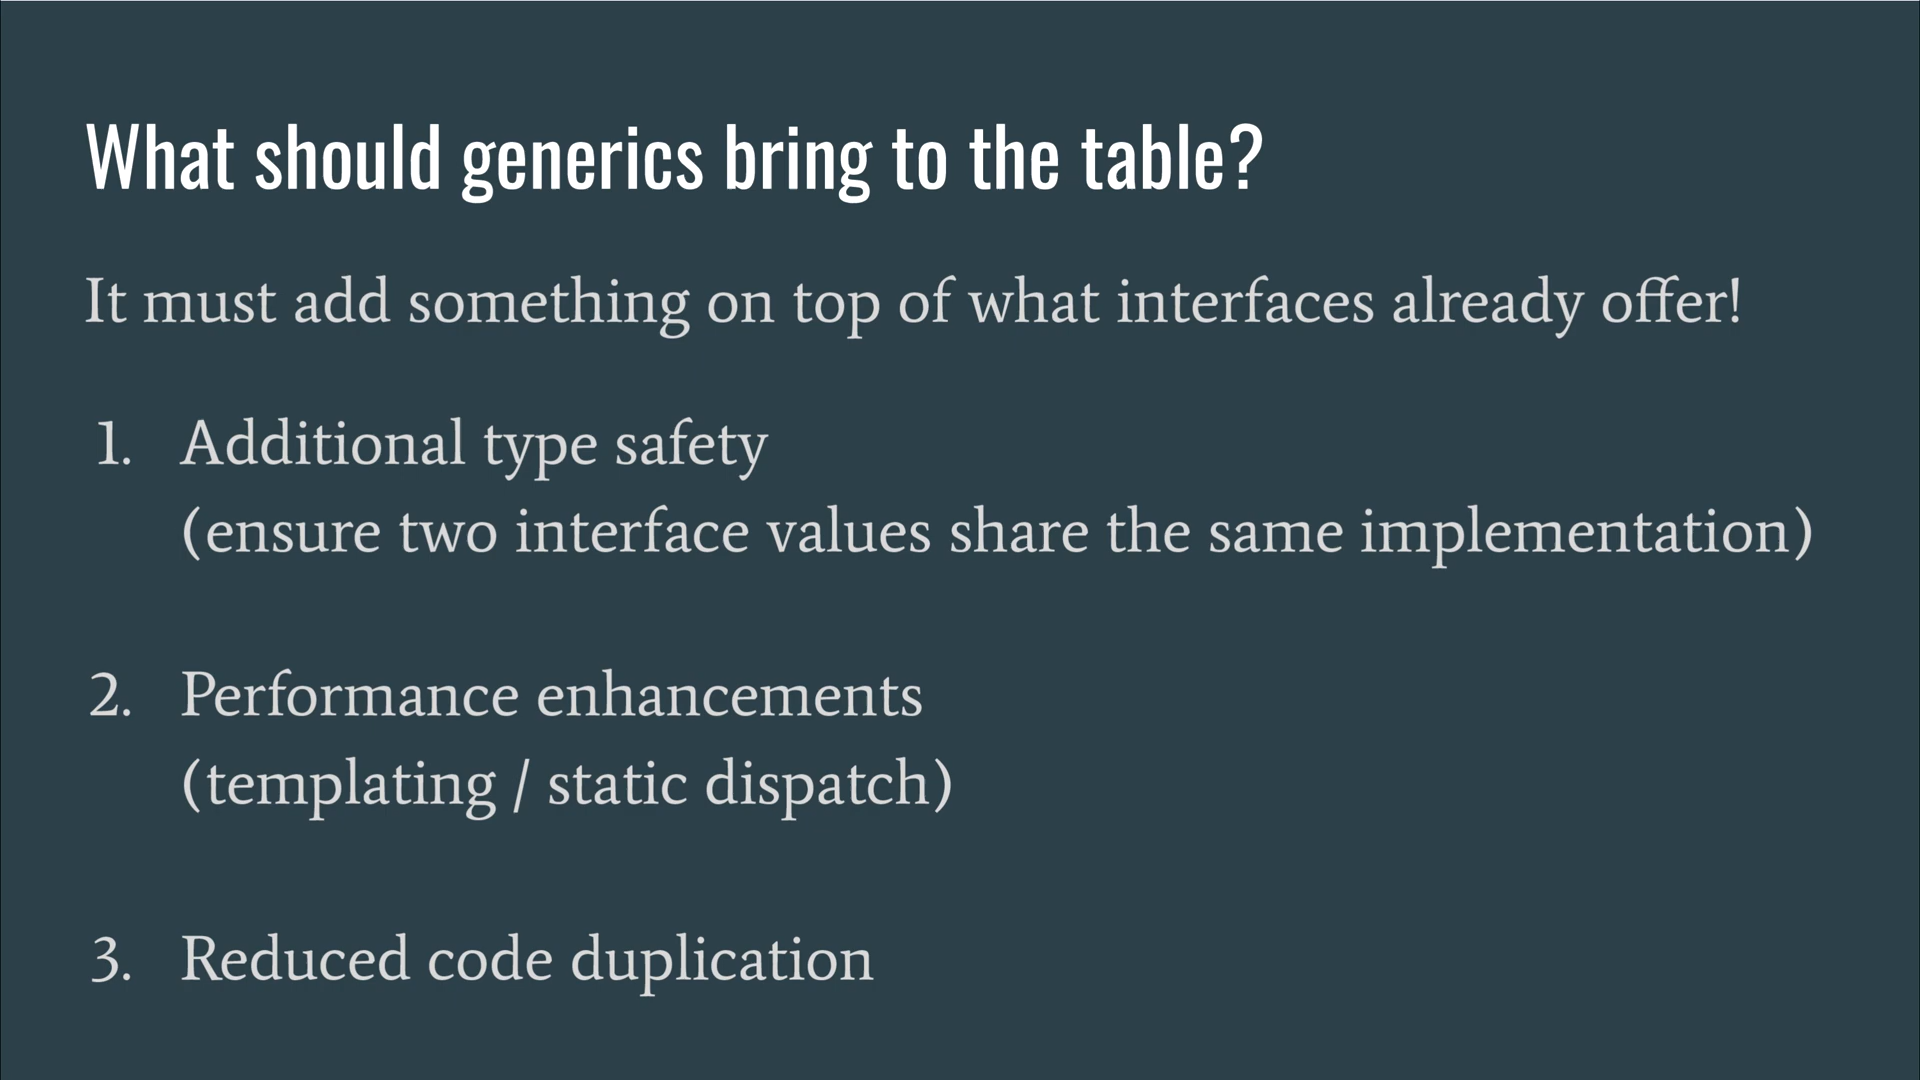 What should generics bring to the table?
It must add something on top of what interfaces already offer!
1. Additional type safety
(ensure two interface values share the same implementation)
2. Performance enhancements
(templating / static dispatch)
3. Reduced code duplication